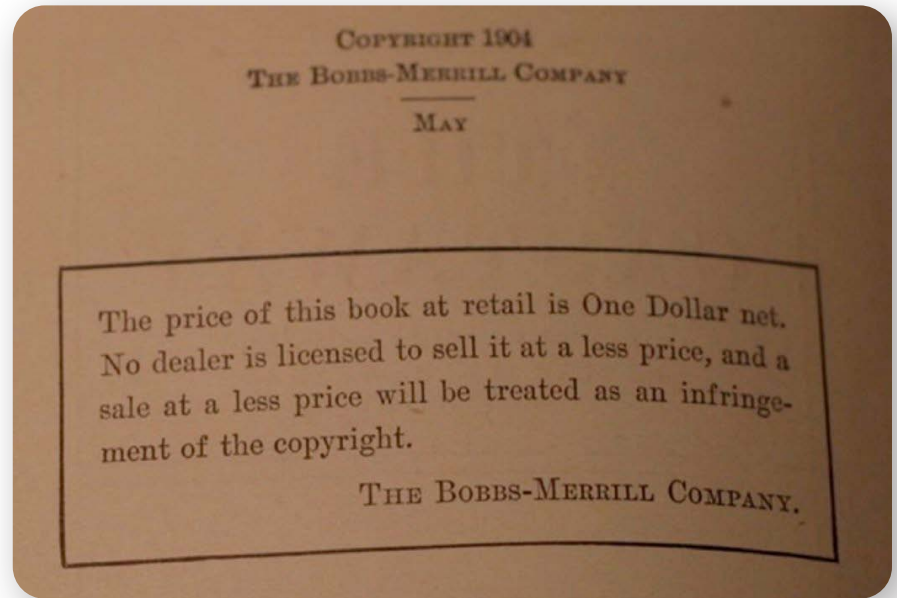 COPYRIGHT 1904
THE BOBBS-MERRILL COMPANY
MAY
The price of this book at retail is One Dollar net.
No dealer is licensed to sell it at a less price, and a
sale at a less price will be treated as an infringe-
ment of the copyright.
THE BOBBS-MERRILL COMPANY.